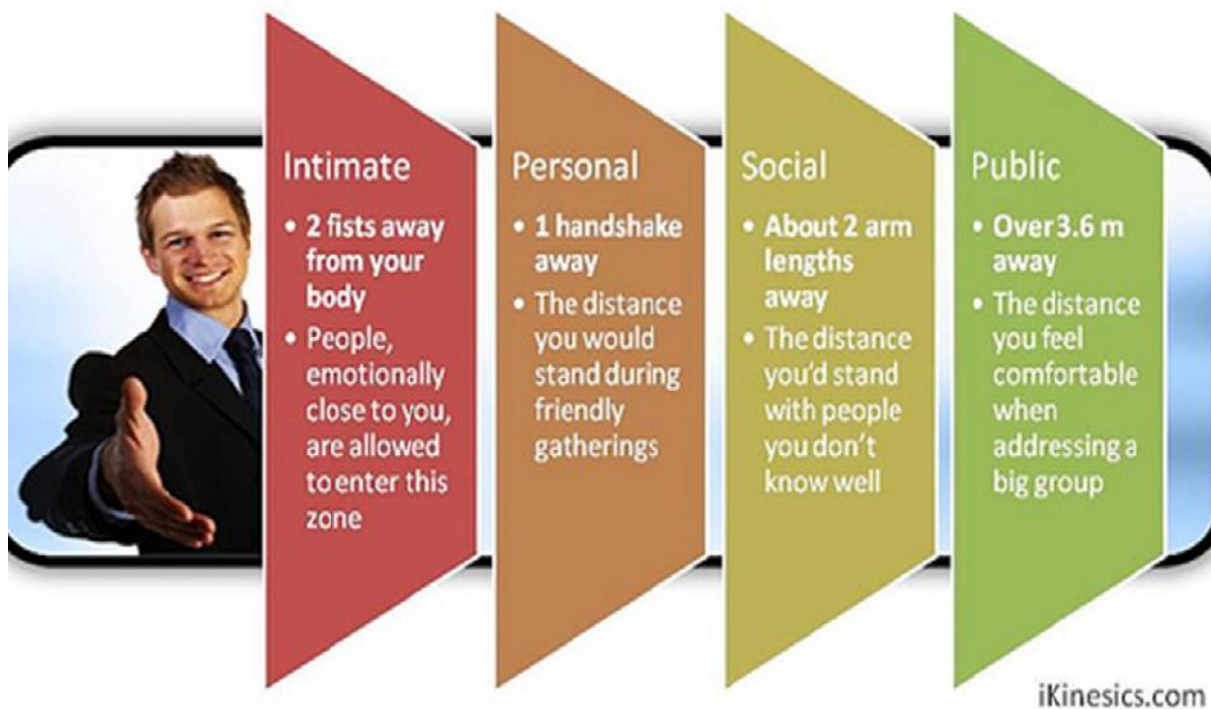 Intimate
• 2 fists away
from your
body
• People,
emotionally
close to you,
are allowed
to enter this
zone
Personal
• 1 handshake
away
• The distance
you would
stand during
friendly
gatherings
Social
• About 2 arm
lengths
away
• The distance
you'd stand
with people
you don't
know well
Public
• Over 3.6 m
away
• The distance
you feel
comfortable
when
addressing a
big group
iKinesics.com